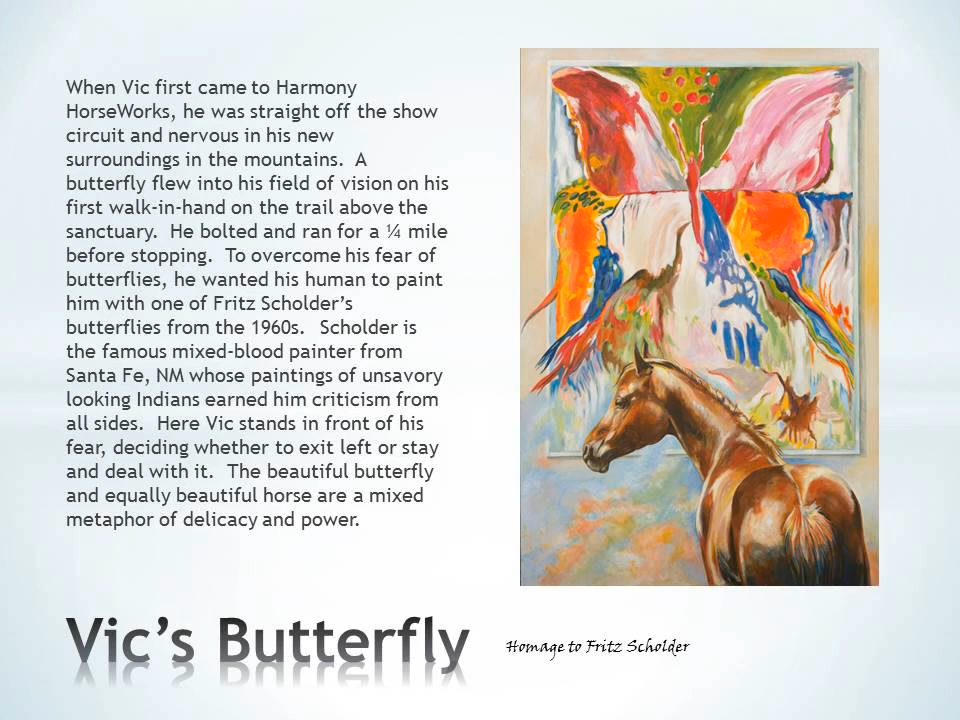 When Vic first came to Harmony
HorseWorks, he was straight off the show
circuit and nervous in his new
surroundings in the mountains.  A
butterfly flew into his field of vision on his
first walk-in-hand on the trail above the
sanctuary.  He bolted and ran for a ¼ mile
before stopping.  To overcome his fear of
butterflies, he wanted his human to paint
him with one of Fritz Scholder’s
butterflies from the 1960s.  Scholder is
the famous mixed-blood painter from
Santa Fe, NM whose paintings of unsavory
looking Indians earned him criticism from
all sides.  Here Vic stands in front of his
fear, deciding whether to exit left or stay
and deal with it.  The beautiful butterfly
and equally beautiful horse are a mixed
metaphor of delicacy and power.
Vic’s Butterfly
Homage to Fritz Scholder